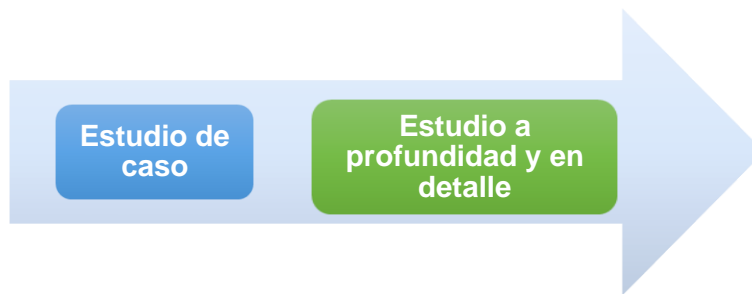 Estudio de
caso
Estudio a
profundidad y en
detalle